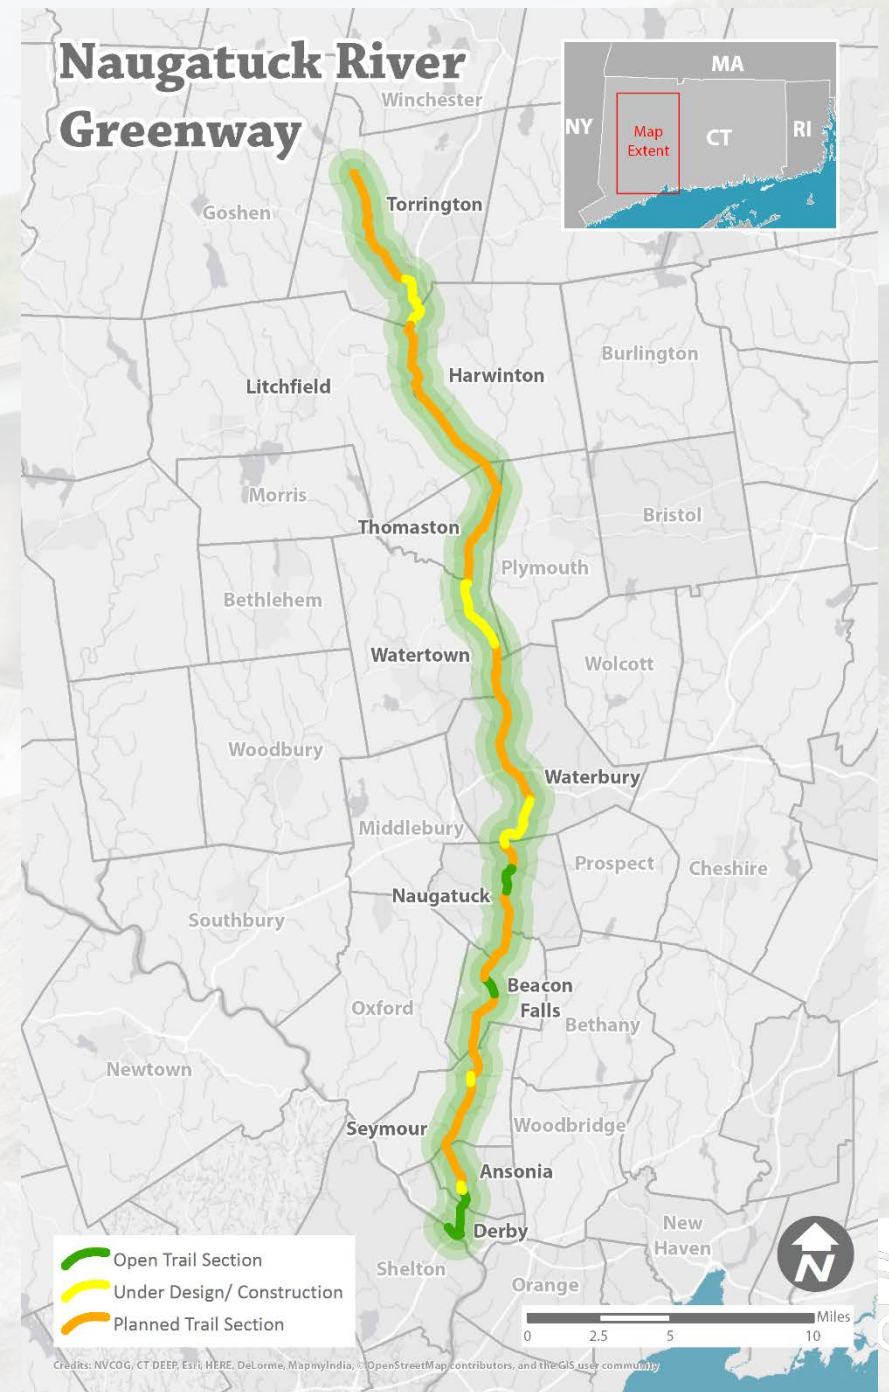 Naugatuck River
Greenway
MA
NY
CT
RI
Map
Extent
Winchester
Torrington
Goshen
Burlington
Harwinton
Litchfield
Morris
Bristol
Thomaston
Plymouth
Bethlehem
Watertown
Wolcott
Woodbury
Waterbury
Middlebury
Prospect
Cheshire
Naugatuck
Southbury
Beacon
Falls
Oxford
Bethany
Newtown
Seymour
Woodbridge
Ansonia
Derby
New
Haven
Shelton
Orange
Open Trail Section
Under Design/ Construction
Planned Trail Section
N
Miles
0 2.5 5 10
Credits: NVCOG, CT DEEP, Esri, HERE, DeLorme, MapmyIndia, © OpenStreetMap contributors, and the GIS user community